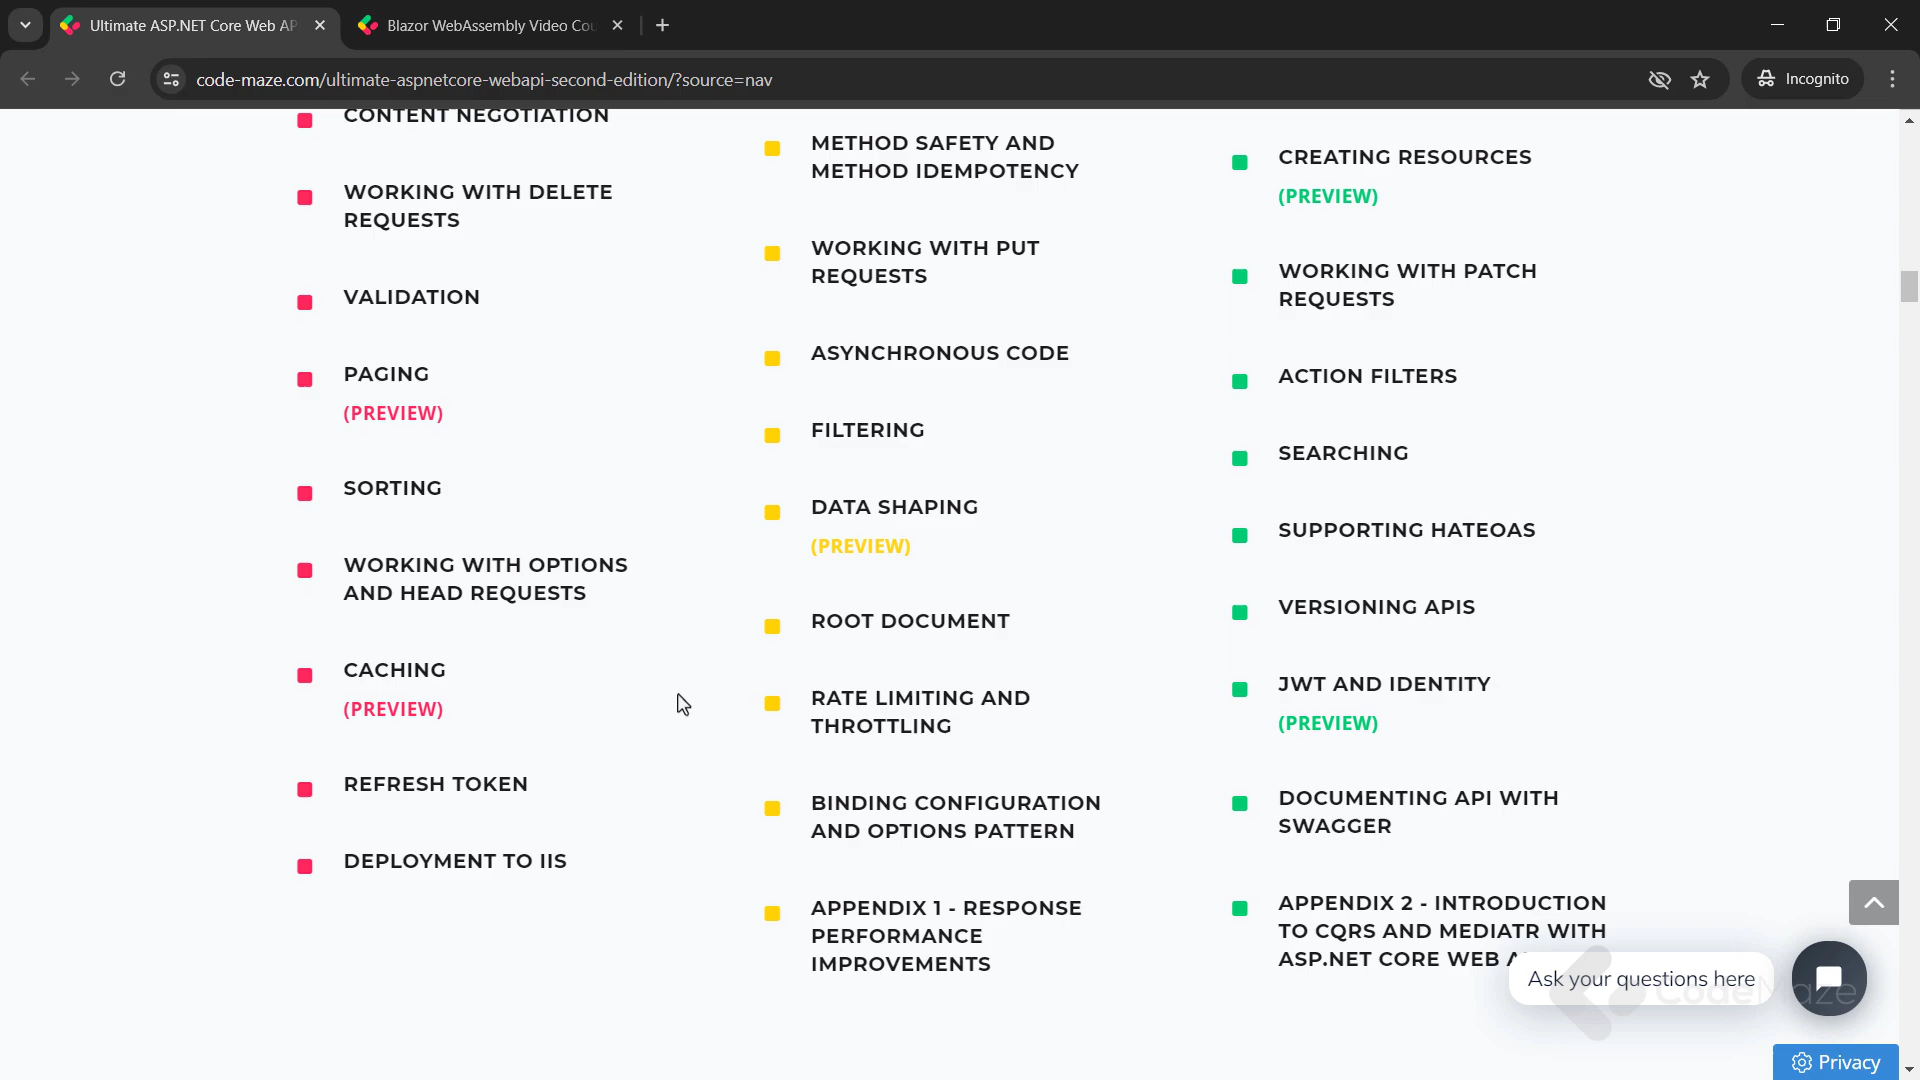 Ultimate ASP.NET Core Web AP
Blazor WebAssembly Video Cou
code-maze.com/ultimate-aspnetcore-webapi-second-edition/?source=nav
Incognito
CONTENT NEGOTIATION
WORKING WITH DELETE
REQUESTS
VALIDATION
PAGING
(PREVIEW)
SORTING
WORKING WITH OPTIONS
AND HEAD REQUESTS
CACHING
(PREVIEW)
REFRESH TOKEN
DEPLOYMENT TO IIS
METHOD SAFETY AND
METHOD IDEMPOTENCY
WORKING WITH PUT
REQUESTS
ASYNCHRONOUS CODE
FILTERING
DATA SHAPING
(PREVIEW)
ROOT DOCUMENT
RATE LIMITING AND
THROTTLING
BINDING CONFIGURATION
AND OPTIONS PATTERN
APPENDIX 1 - RESPONSE
PERFORMANCE
IMPROVEMENTS
CREATING RESOURCES
(PREVIEW)
WORKING WITH PATCH
REQUESTS
ACTION FILTERS
SEARCHING
SUPPORTING HATEOAS
VERSIONING APIS
JWT AND IDENTITY
(PREVIEW)
DOCUMENTING API WITH
SWAGGER
APPENDIX 2 - INTRODUCTION
TO CQRS AND MEDIATR WITH
ASP.NET CORE WEB A
Ask your questions here
CodeMaze
Privacy